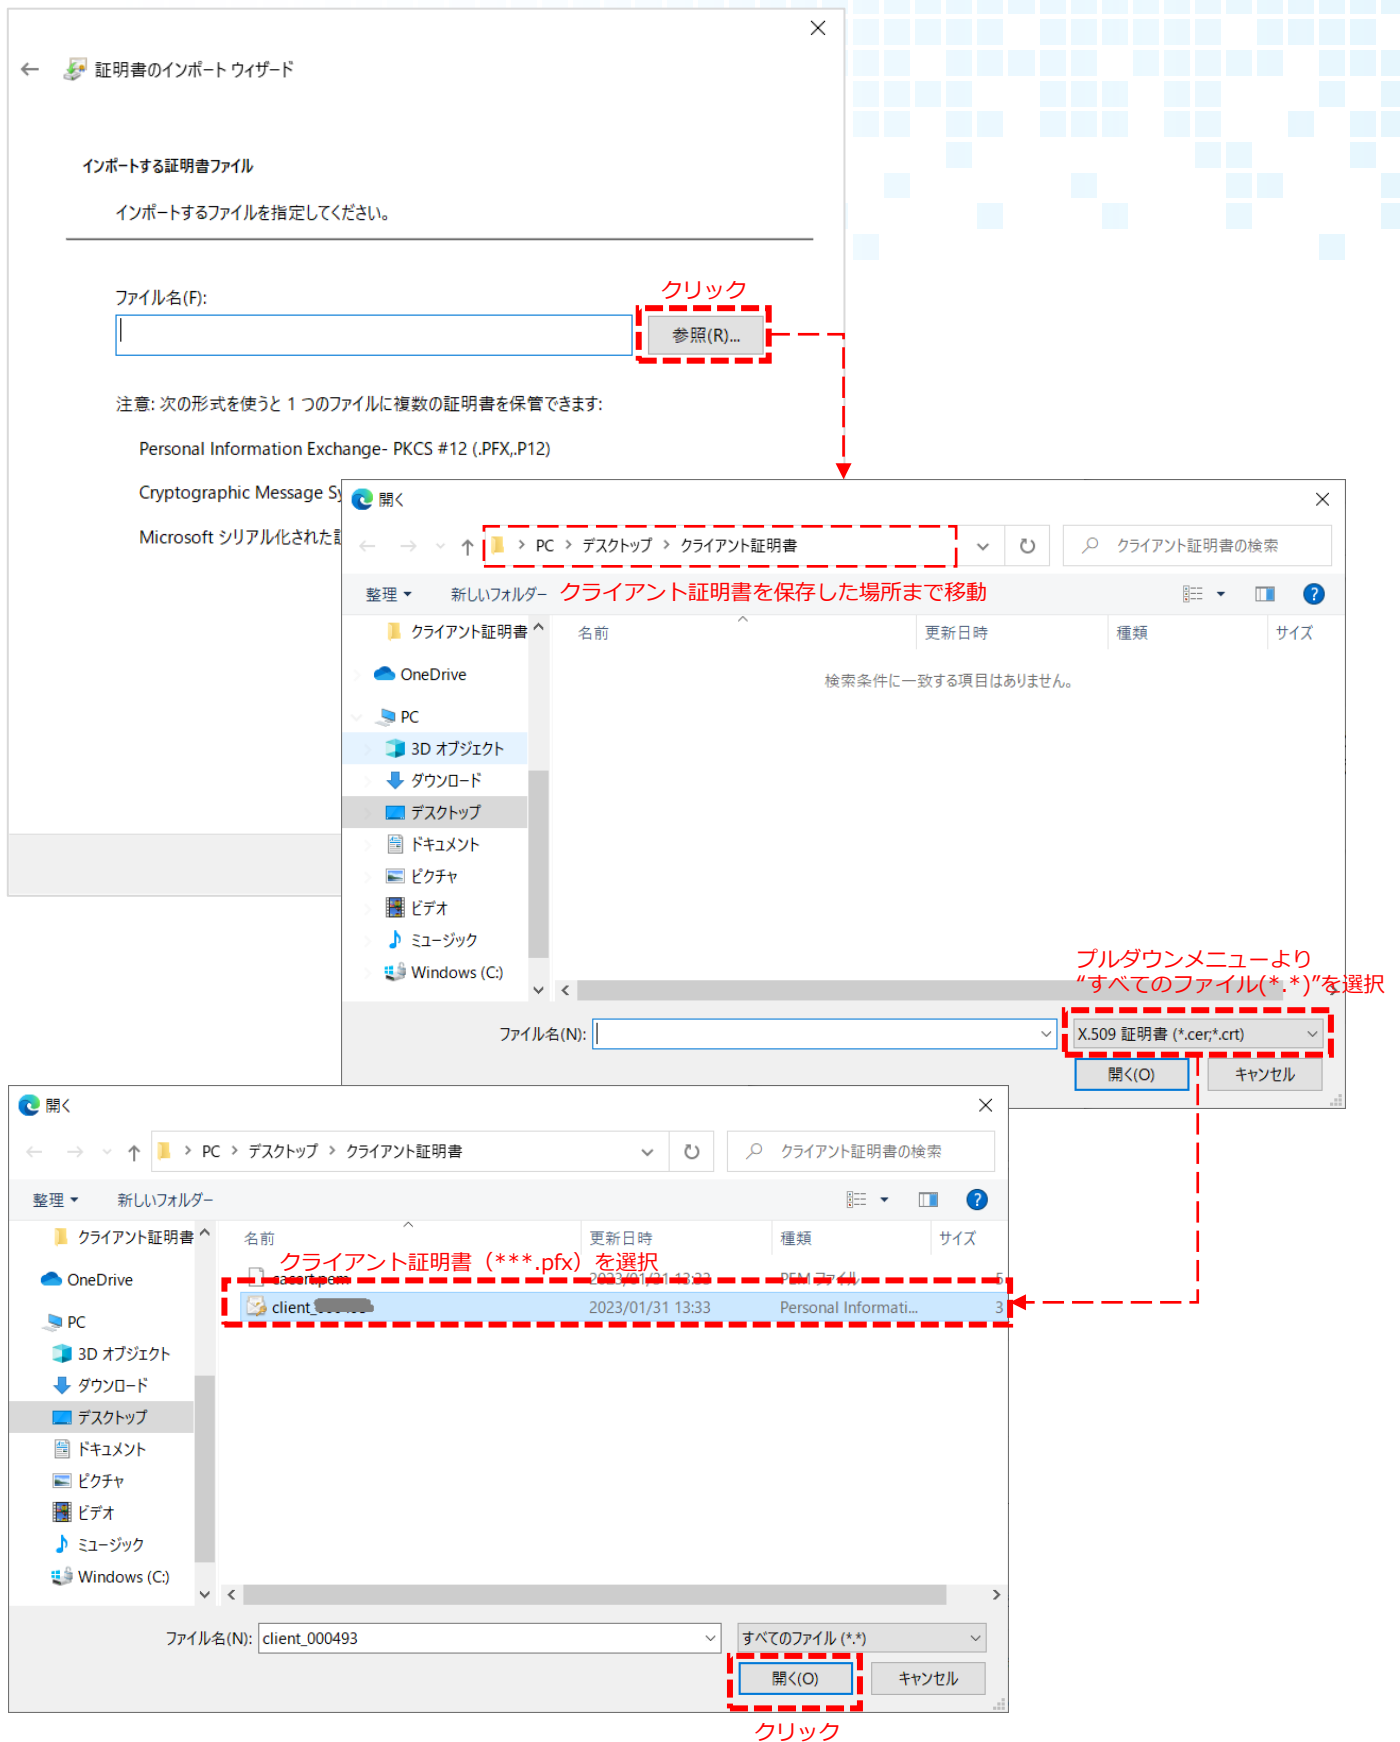 証明書のインポート ウィザード
インポートする証明書ファイル
インポートするファイルを指定してください。
ファイル名(F):
クリック
参照(R)...
注意: 次の形式を使うと 1 つのファイルに複数の証明書を保管できます:
Personal Information Exchange- PKCS #12 (.PFX,.P12)
Cryptographic Message
Microsoft シリアル化された
開く
PC > デスクトップ > クライアント証明書
クライアント証明書の検索
整理
新しいフォルダー
クライアント証明書を保存した場所まで移動
クライアント証明書
名前
更新日時
種類
サイズ
検索条件に一致する項目はありません。
OneDrive
PC
3D オブジェクト
ダウンロード
デスクトップ
ドキュメント
ピクチャ
ビデオ
ミュージック
Windows (C:)
プルダウンメニューより
“すべてのファイル(*.*)”を選択
ファイル名(N):
X.509 証明書 (*.cer;*.crt)
開く(O)
キャンセル
開く
PC > デスクトップ > クライアント証明書
クライアント証明書の検索
整理
新しいフォルダー
クライアント証明書
名前
更新日時
種類
サイズ
クライアント証明書（***.pfx）を選択
cacert.pem
2023/01/31 13:33
PEM ファイル
5
client_
2023/01/31 13:33
Personal Informati...
3
OneDrive
PC
3D オブジェクト
ダウンロード
デスクトップ
ドキュメント
ピクチャ
ビデオ
ミュージック
Windows (C:)
ファイル名(N):
client_000493
すべてのファイル (*.*)
開く(O)
キャンセル
クリック